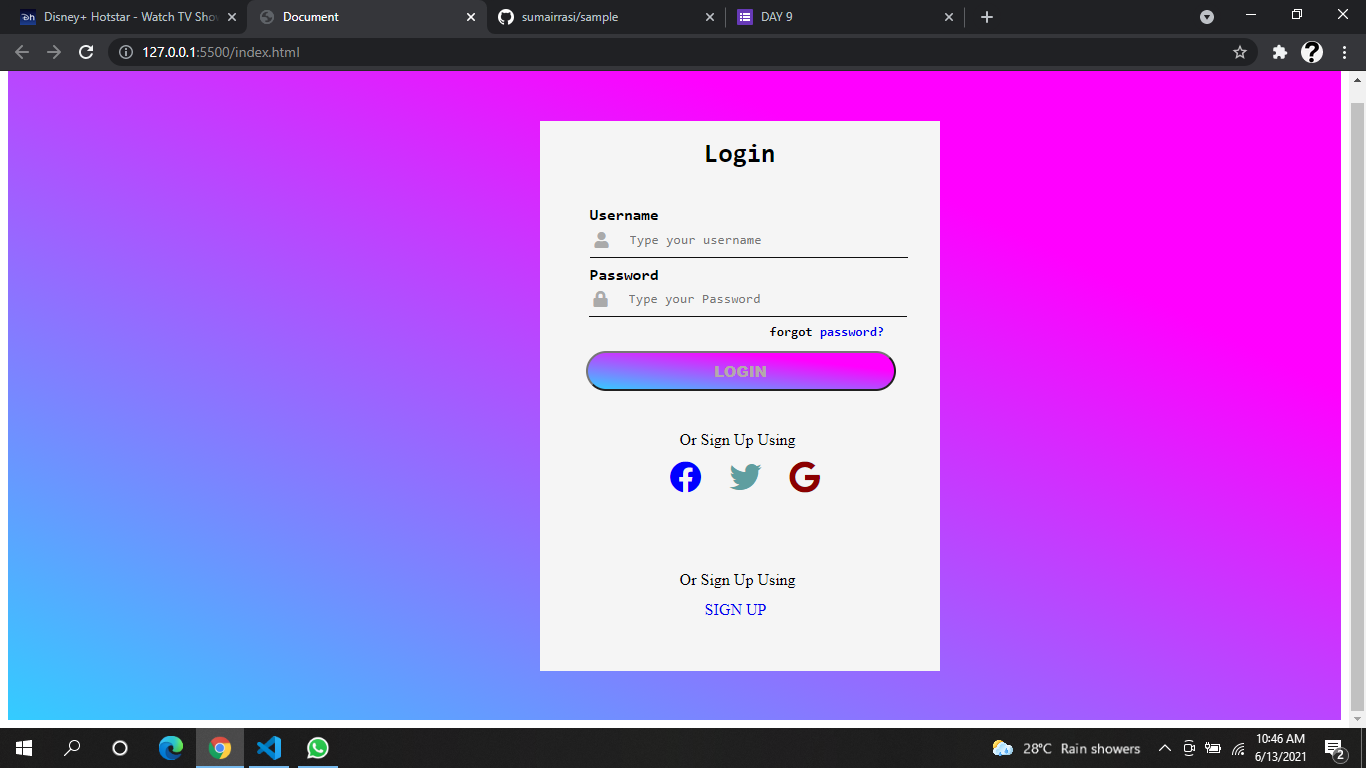 Disney+ Hotstar - Watch TV Sho
Document
sumairrasi/sample
DAY 9
127.0.0.1:5500/index.html
Login
Username
Type your username
Password
Type your Password
forgot password?
LOGIN
Or Sign Up Using
Or Sign Up Using
SIGN UP
28°C Rain showers
10:46 AM
6/13/2021
2